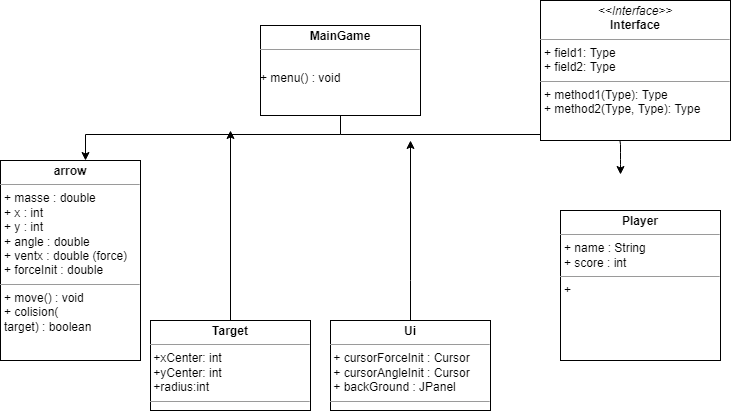 MainGame
+ menu() : void
<<Interface>>
Interface
+ field1: Type
+ field2: Type
+ method1(Type): Type
+ method2(Type, Type): Type
arrow
+ masse : double
+ x : int
+ y : int
+ angle : double
+ ventx : double (force)
+ forceInit : double
+ move() : void
+ colision(
target) : boolean
Target
+xCenter: int
+yCenter: int
+radius:int
Ui
+ cursorForceInit : Cursor
+ cursorAngleInit : Cursor
+ backGround : JPanel
Player
+ name : String
+ score : int
+